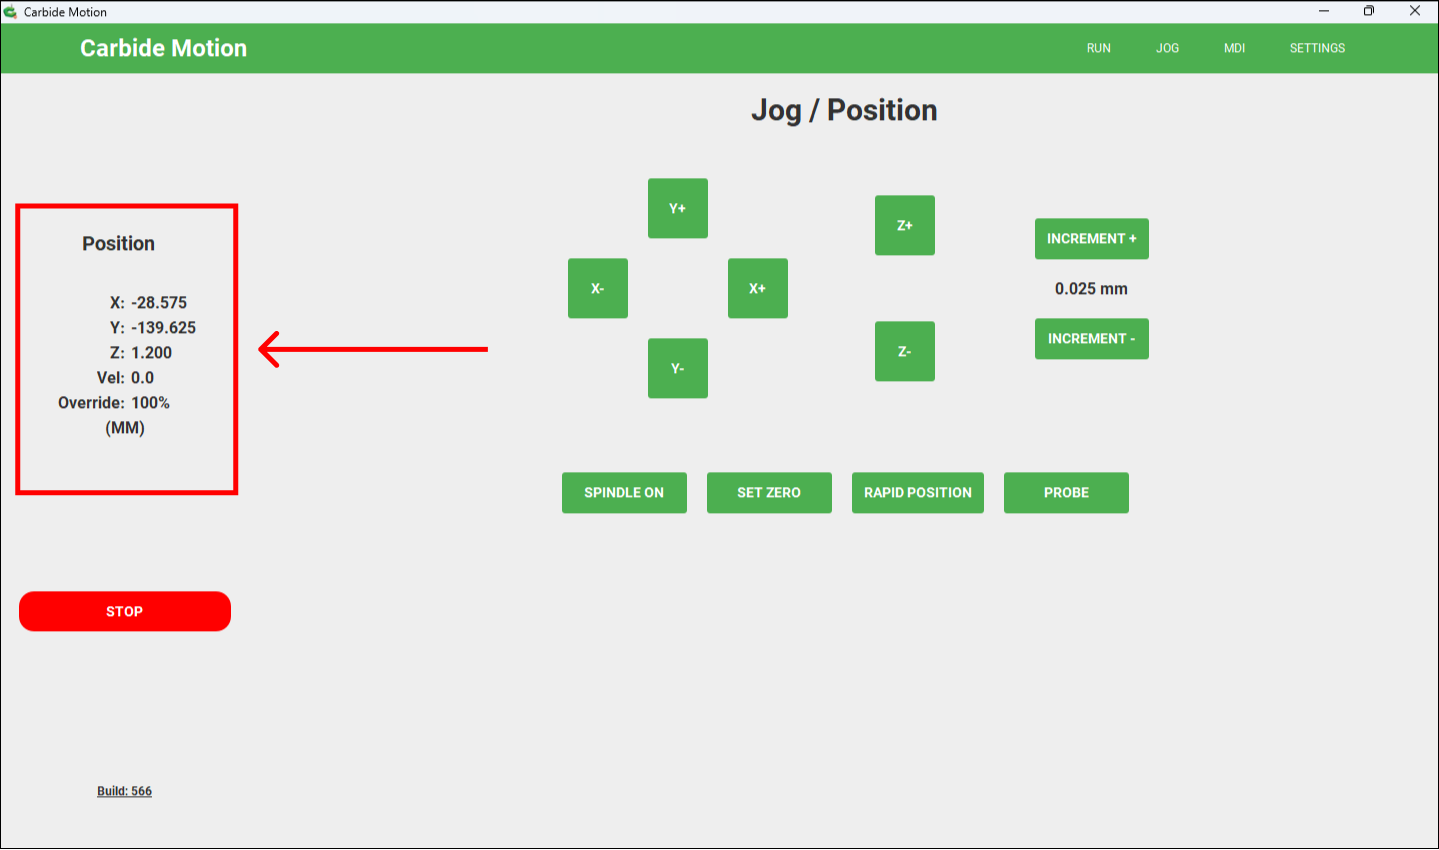 Carbide Motion
Carbide Motion
RUN JOG MDI SETTINGS
Jog / Position
Position
X: -28.575
Y: -139.625
Z: 1.200
Vel: 0.0
Override: 100%
(MM)
Y+
X-
X+
Y-
Z+
Z-
INCREMENT +
0.025 mm
INCREMENT -
SPINDLE ON
SET ZERO
RAPID POSITION
PROBE
STOP
Build: 566